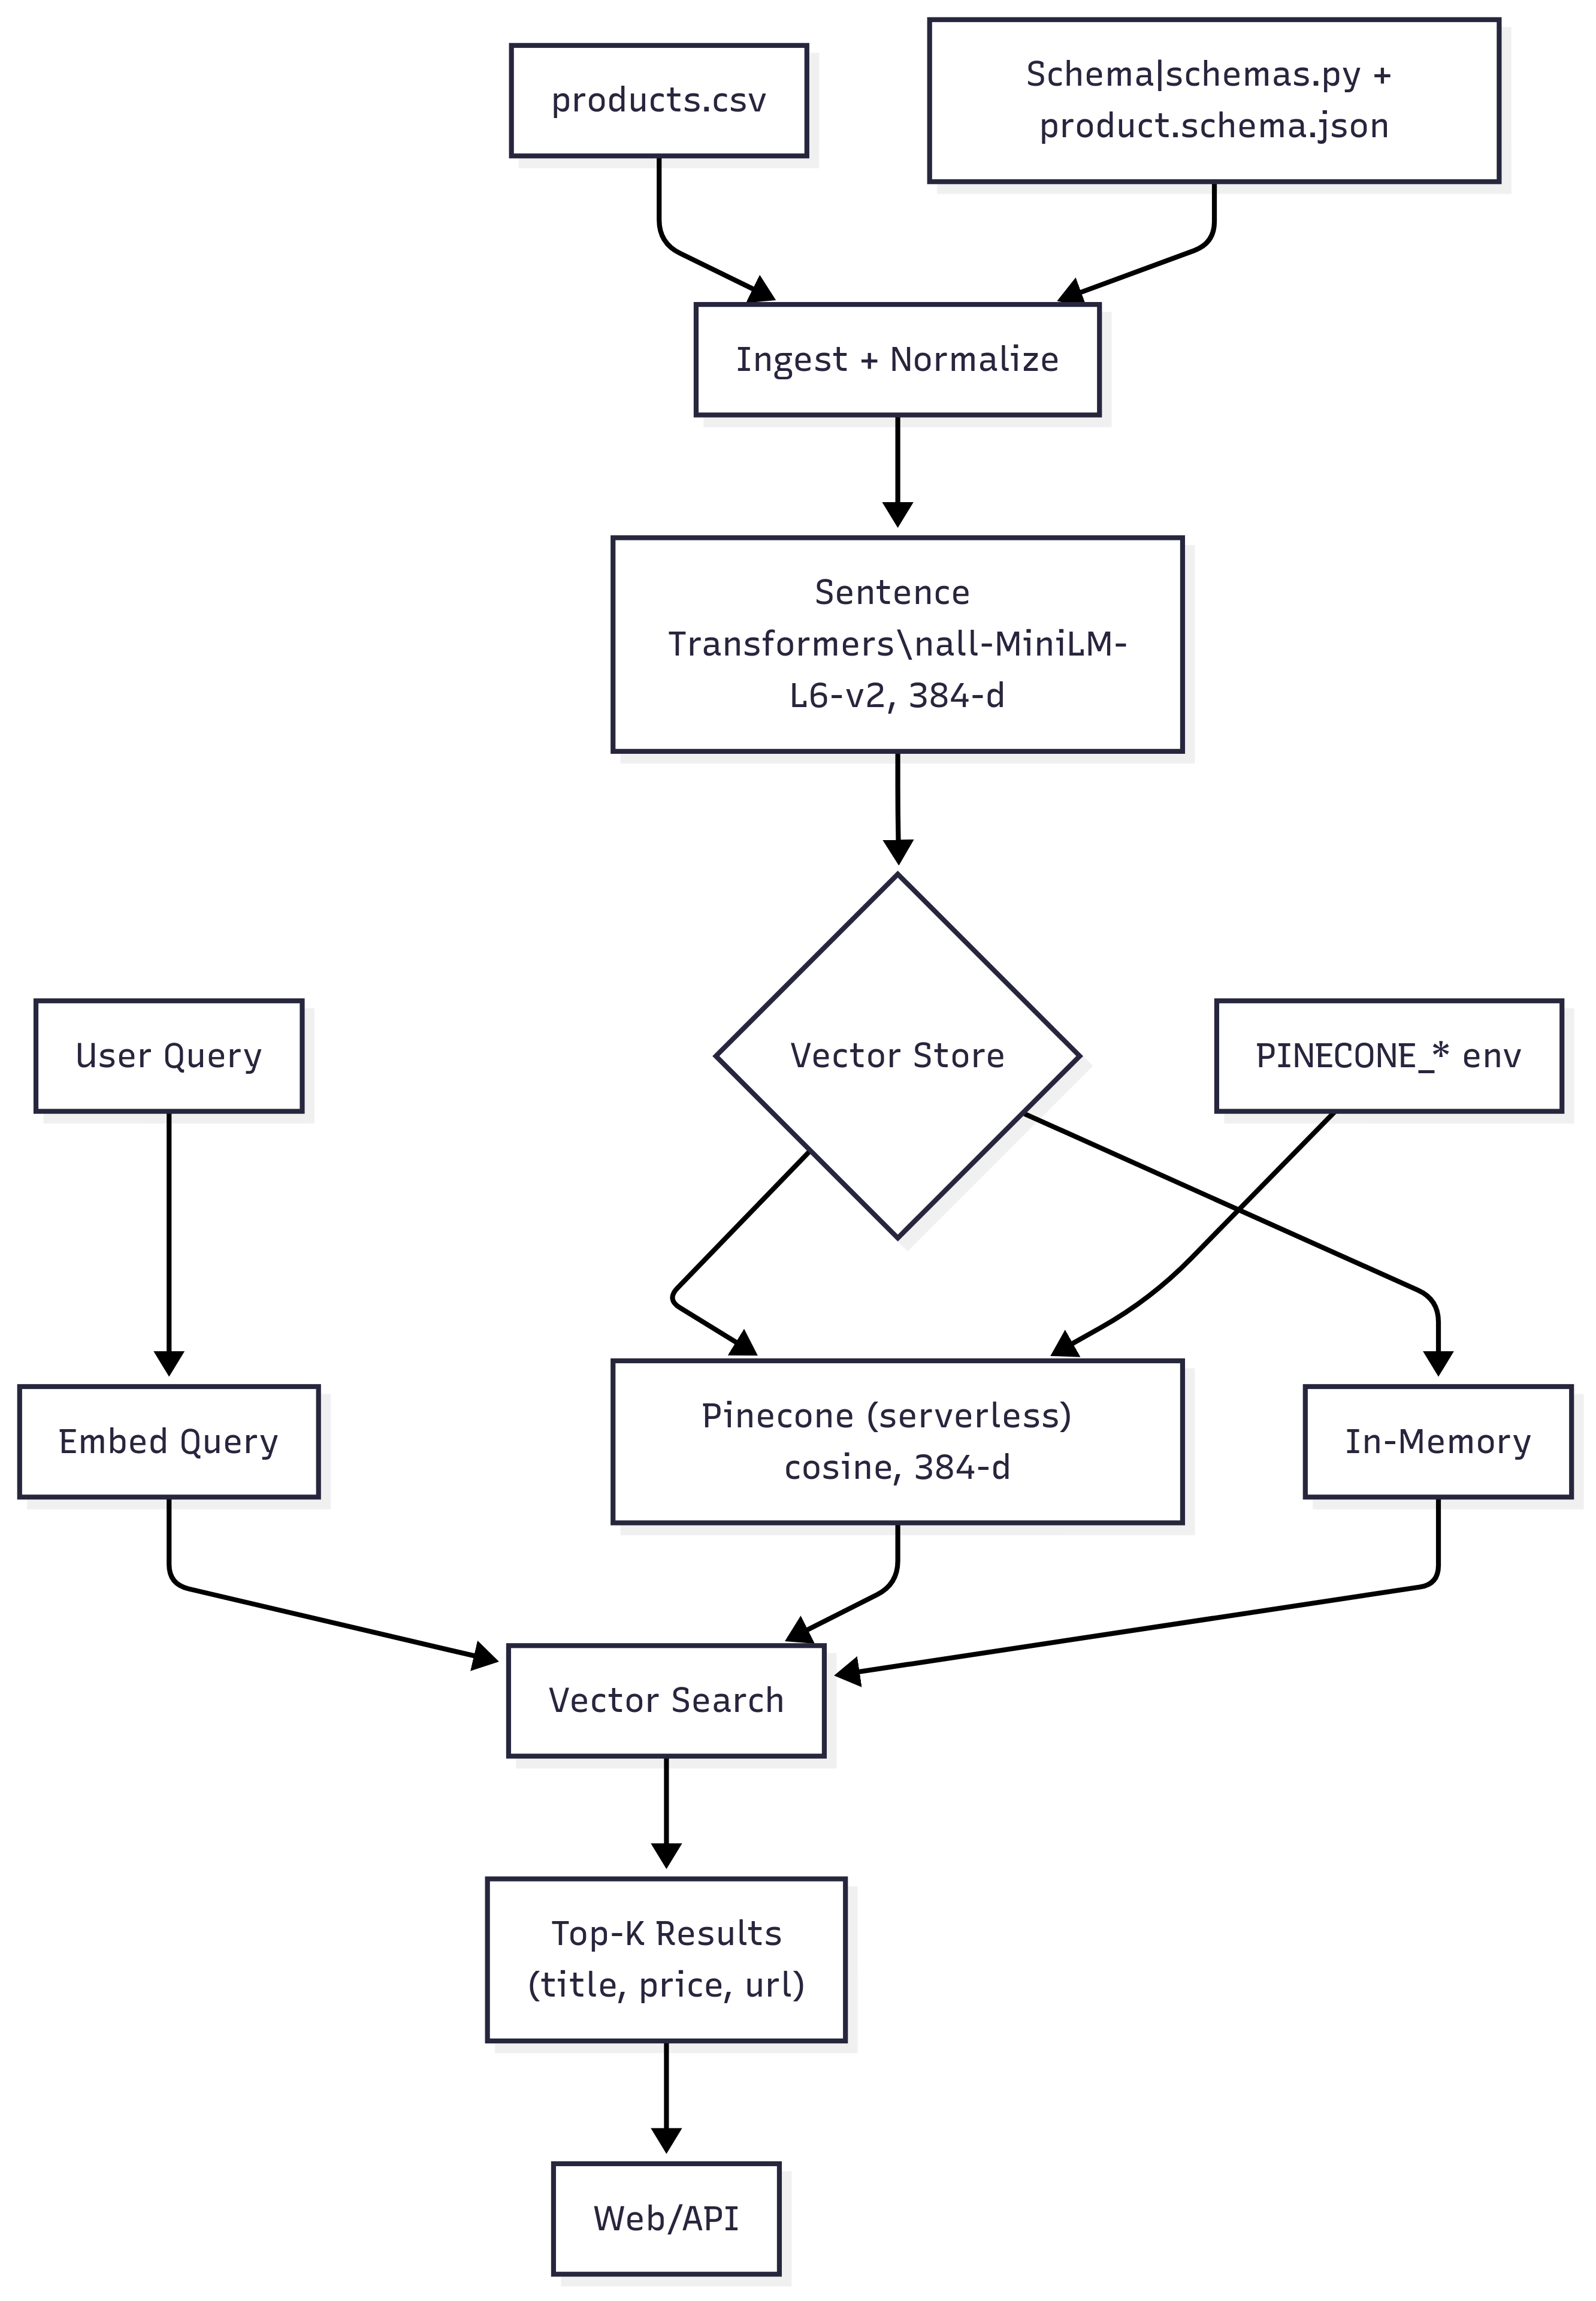 products.csv
Schema|schemas.py +
product.schema.json
Ingest + Normalize
Sentence
Transformers\nall-MiniLM-
L6-v2, 384-d
Vector Store
User Query
PINECONE_* env
Embed Query
Pinecone (serverless)
cosine, 384-d
In-Memory
Vector Search
Top-K Results
(title, price, url)
Web/API